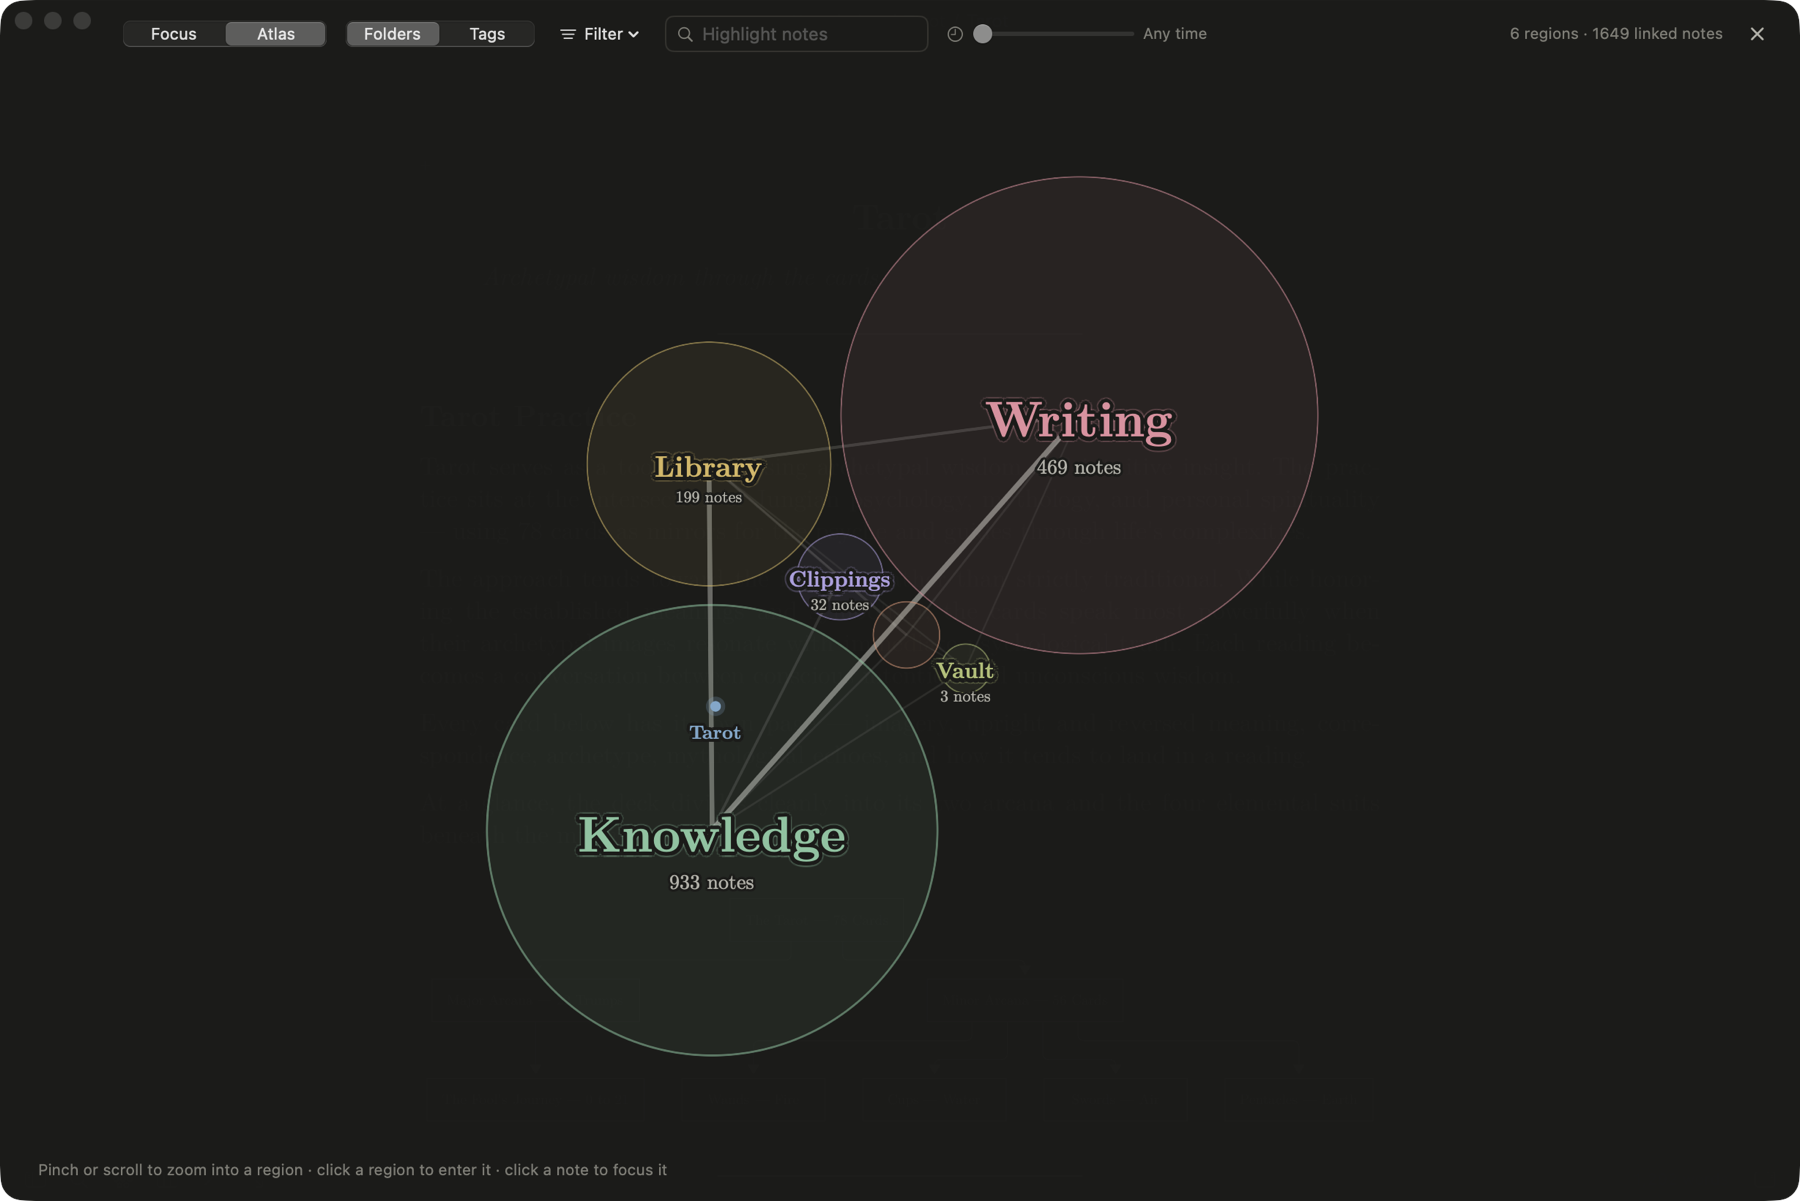 Focus
Atlas
Folders
Tags
Filter
Highlight notes
Any time
6 regions · 1649 linked notes
Writing
469 notes
Library
199 notes
Clippings
32 notes
Vault
3 notes
Tarot
Knowledge
933 notes
Pinch or scroll to zoom into a region · click a region to enter it · click a note to focus it